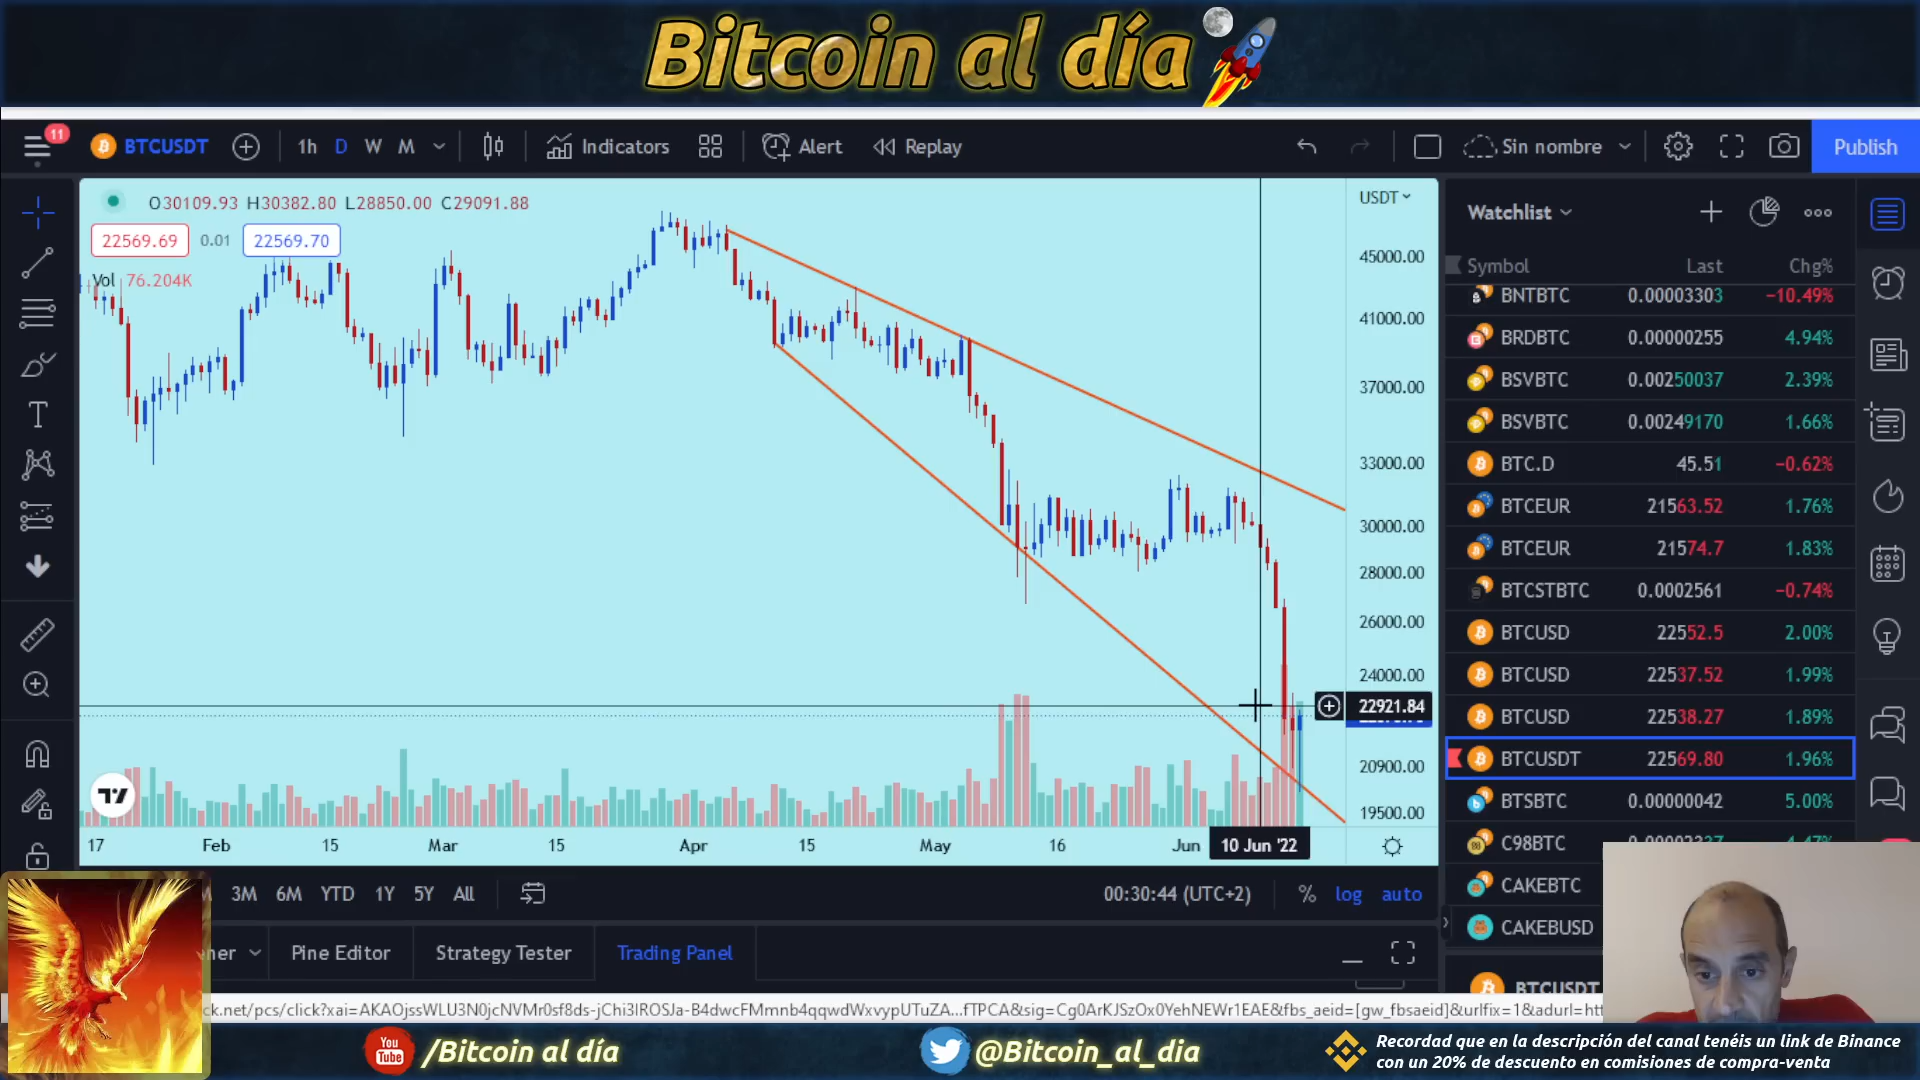 Bitcoin al día
11
BTCUSDT
1h D W M
Indicators
Alert
Replay
Sin nombre
Publish
O30109.93 H30382.80 L28850.00 C29091.88
22569.69 0.01 22569.70
Vol 76.204K
USDT
45000.00
41000.00
37000.00
33000.00
30000.00
28000.00
26000.00
24000.00
22921.84
20900.00
19500.00
17 Feb 15 Mar 15 Apr 15 May 16 Jun 10 Jun '22
3M 6M YTD 1Y 5Y All
00:30:44 (UTC+2) % log auto
ner Pine Editor Strategy Tester Trading Panel
Watchlist
Symbol Last Chg%
BNTBTC 0.00003303 −10.49%
BRDBTC 0.00000255 4.94%
BSVBTC 0.00250037 2.39%
BSVBTC 0.00249170 1.66%
BTC.D 45.51 −0.62%
BTCEUR 21563.52 1.76%
BTCEUR 21574.7 1.83%
BTCSTBTC 0.0002561 −0.74%
BTCUSD 22552.5 2.00%
BTCUSD 22537.52 1.99%
BTCUSD 22538.27 1.89%
BTCUSDT 22569.80 1.96%
BTSBTC 0.00000042 5.00%
C98BTC
CAKEBTC
CAKEBUSD
BTCUSDT
You Tube /Bitcoin al día
@Bitcoin_al_dia
Recordad que en la descripción del canal tenéis un link de Binance
con un 20% de descuento en comisiones de compra-venta